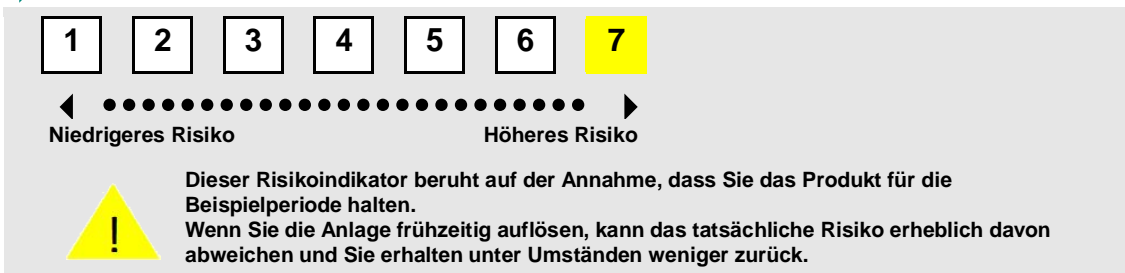 1 2 3 4 5 6 7
Niedrigeres Risiko Höheres Risiko
Dieser Risikoindikator beruht auf der Annahme, dass Sie das Produkt für die
Beispielperiode halten.
Wenn Sie die Anlage frühzeitig auflösen, kann das tatsächliche Risiko erheblich davon
abweichen und Sie erhalten unter Umständen weniger zurück.
!